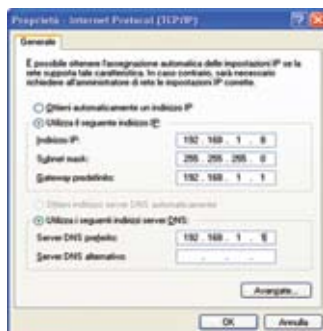 Proprietà - Internet Protocol (TCP/IP)
Generale
È possibile ottenere l'assegnazione automatica delle impostazioni IP se la
rete supporta tale caratteristica. In caso contrario, sarà necessario
richiedere all'amministratore di rete le impostazioni IP corrette.
Ottieni automaticamente un indirizzo IP
Utilizza il seguente indirizzo IP:
Indirizzo IP:
192 . 168 . 1 .
Subnet mask: 255 . 255 . 255 . 0
Gateway predefinito: 192 . 168 . 1 . 1
Ottieni indirizzo server DNS automaticamente
Utilizza i seguenti indirizzi server DNS:
Server DNS preferito: 192 . 168 . 1 .
Server DNS alternativo: . . .
Avanzate...
OK Annulla